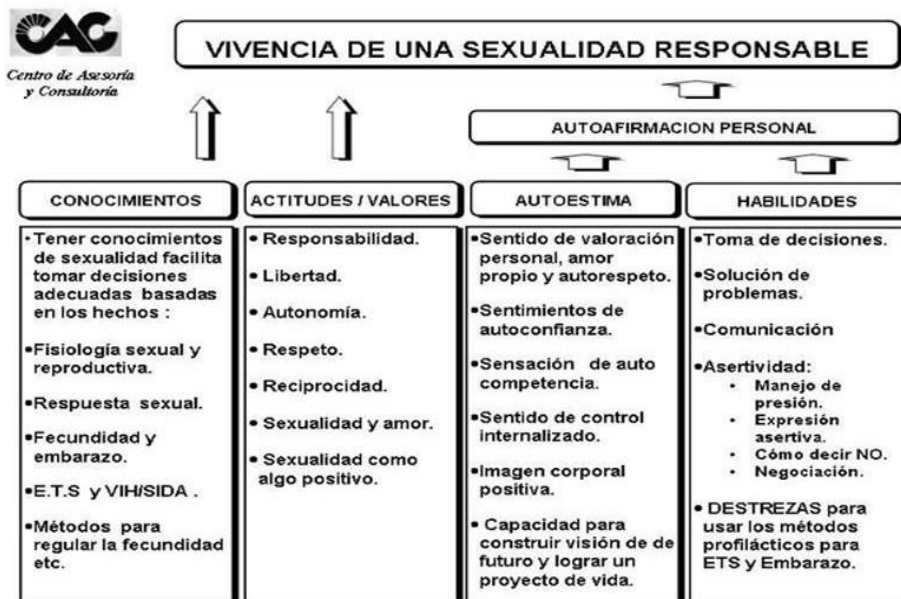 CAC
Centro de Asesoría
y Consultoría
VIVENCIA DE UNA SEXUALIDAD RESPONSABLE
AUTOAFIRMACION PERSONAL
CONOCIMIENTOS
• Tener conocimientos
de sexualidad facilita
tomar decisiones
adecuadas basadas
en los hechos :
•Fisiología sexual y
reproductiva.
•Respuesta sexual.
•Fecundidad y
embarazo.
•E.T.S y VIH/SIDA .
•Métodos para
regular la fecundidad
etc.
ACTITUDES / VALORES
• Responsabilidad.
• Libertad.
• Autonomía.
• Respeto.
• Reciprocidad.
• Sexualidad y amor.
• Sexualidad como
algo positivo.
AUTOESTIMA
•Sentido de valoración
personal, amor
propio y autorespeto.
•Sentimientos de
autoconfianza.
•Sensación de auto
competencia.
•Sentido de control
internalizado.
•Imagen corporal
positiva.
• Capacidad para
construir visión de de
futuro y lograr un
proyecto de vida.
HABILIDADES
•Toma de decisiones.
•Solución de
problemas.
•Comunicación
•Asertividad:
• Manejo de
presión.
• Expresión
asertiva.
• Cómo decir NO.
• Negociación.
• DESTREZAS para
usar los métodos
profilácticos para
ETS y Embarazo.